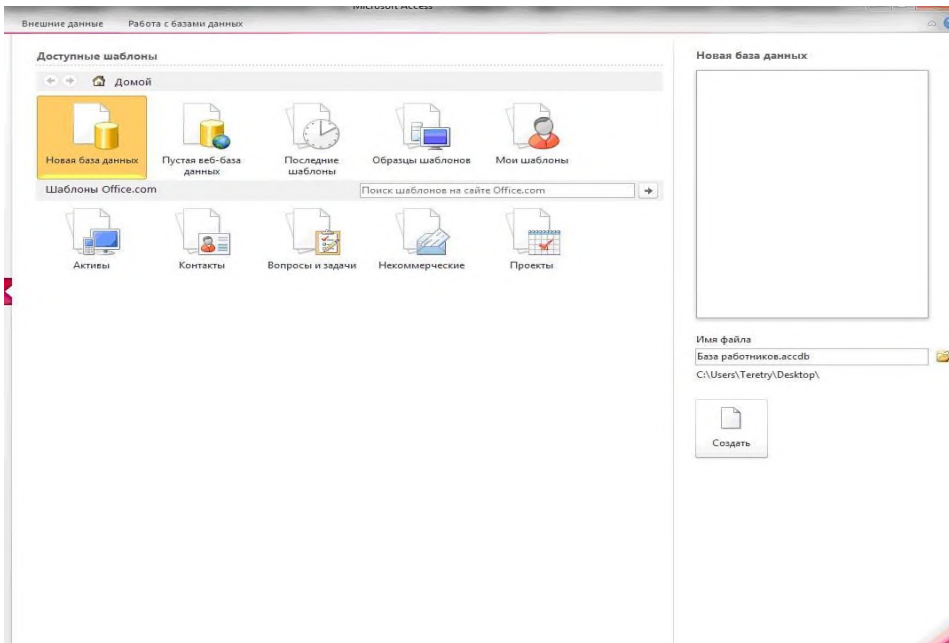 Microsoft Access
Внешние данные Работа с базами данных
Доступные шаблоны
Домой
Новая база данных
Пустая веб-база
данных
Последние
шаблоны
Образцы шаблонов
Мои шаблоны
Шаблоны Office.com
Поиск шаблонов на сайте Office.com
Активы
Контакты
Вопросы и задачи
Некоммерческие
Проекты
Новая база данных
Имя файла
База работников.accdb
C:\Users\Teretry\Desktop\
Создать